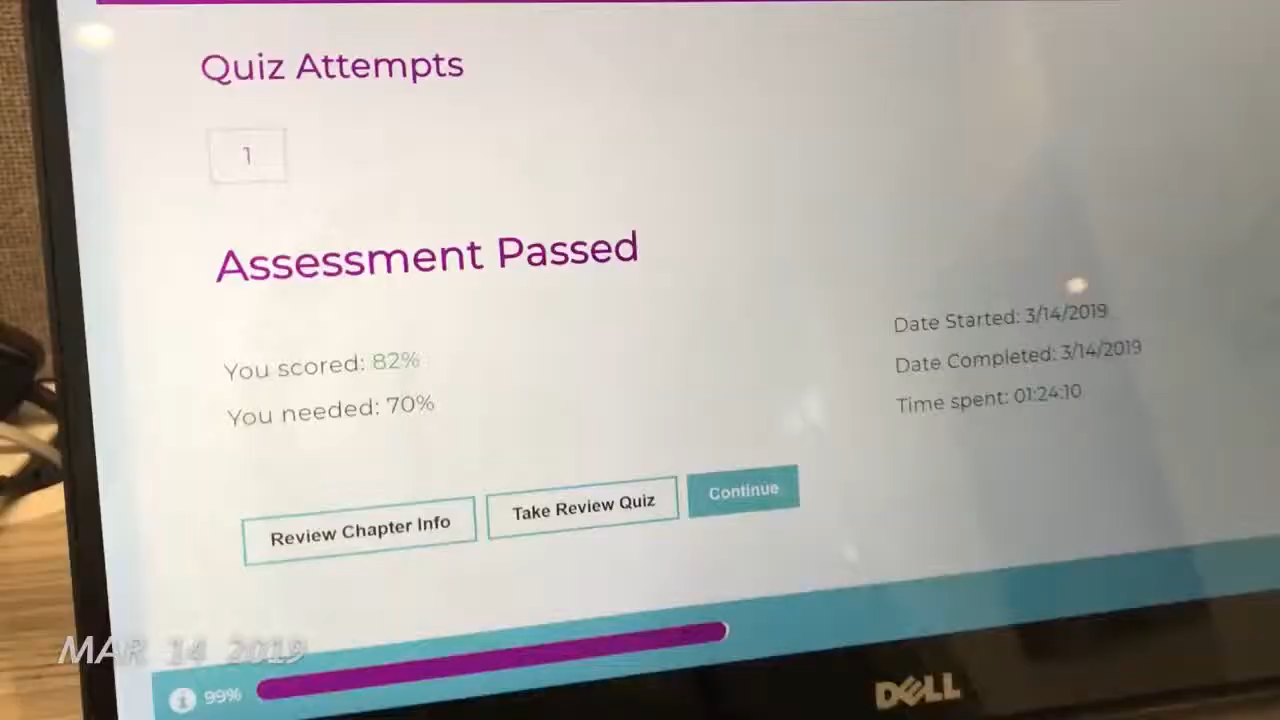 Quiz Attempts
1
Assessment Passed
You scored: 82%
You needed: 70%
Date Started: 3/14/2019
Date Completed: 3/14/2019
Time spent: 01:24:10
Review Chapter Info
Take Review Quiz
Continue
MAR 14 2019
i 99%
DELL